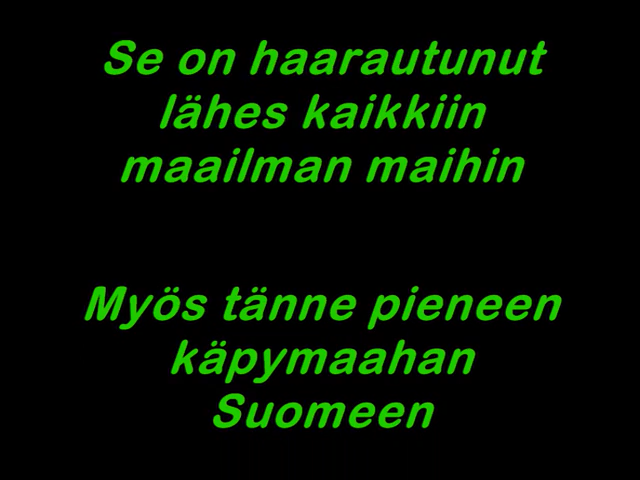 Se on haarautunut
lähes kaikkiin
maailman maihin
Myös tänne pieneen
käpymaahan
Suomeen